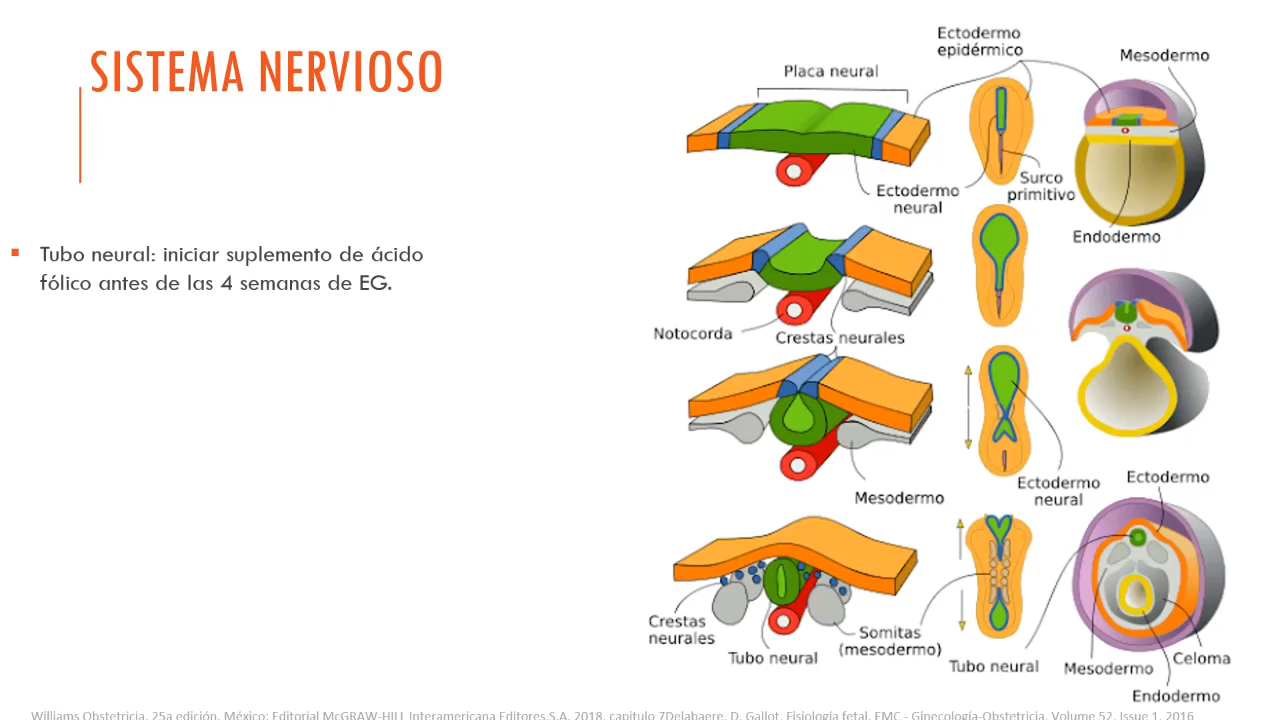 SISTEMA NERVIOSO
Tubo neural: iniciar suplemento de ácido
fólico antes de las 4 semanas de EG.
Ectodermo
epidérmico
Mesodermo
Placa neural
Ectodermo
neural
Surco
primitivo
Endodermo
Notocorda
Crestas neurales
Mesodermo
Ectodermo
neural
Ectodermo
Crestas
neurales
Tubo neural
Somitas
(mesodermo)
Tubo neural
Mesodermo
Celoma
Endodermo
Williams Obstetricia. 25a edición. México: Editorial McGRAW-HILL Interamericana Editores.S.A. 2018. capitulo 7Delabaere, D. Gallot. Fisiología fetal. EMC - Ginecología-Obstetricia, Volume 52, Issue 1, 2016